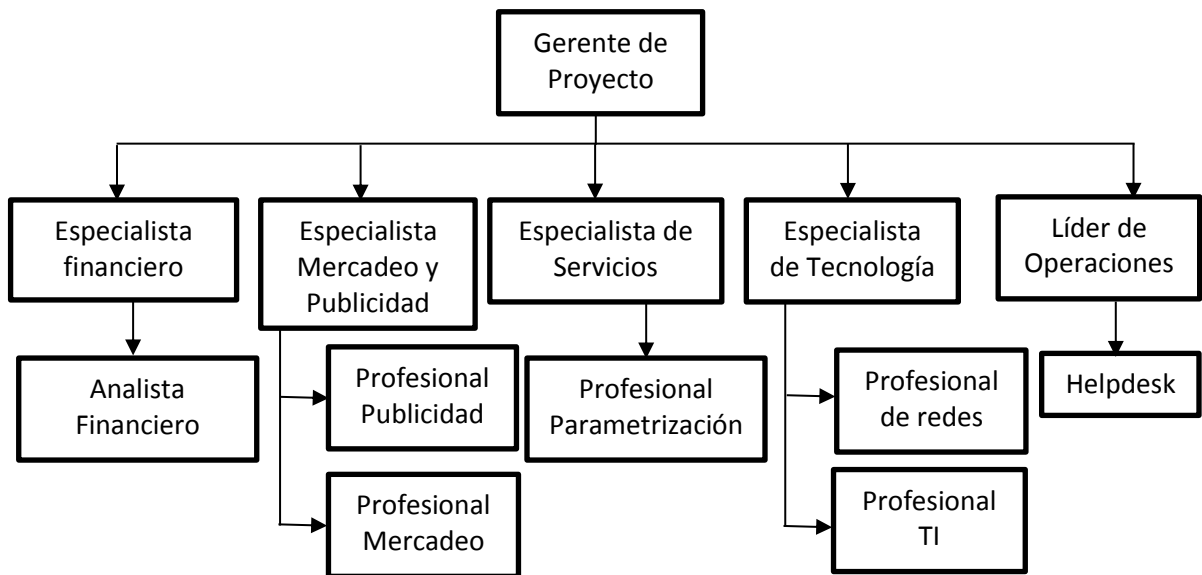 Gerente de
Proyecto
Especialista
financiero
Especialista
Mercadeo y
Publicidad
Especialista de
Servicios
Especialista
de Tecnología
Líder de
Operaciones
Analista
Financiero
Profesional
Publicidad
Profesional
Mercadeo
Profesional
Parametrización
Profesional
de redes
Profesional
TI
Helpdesk